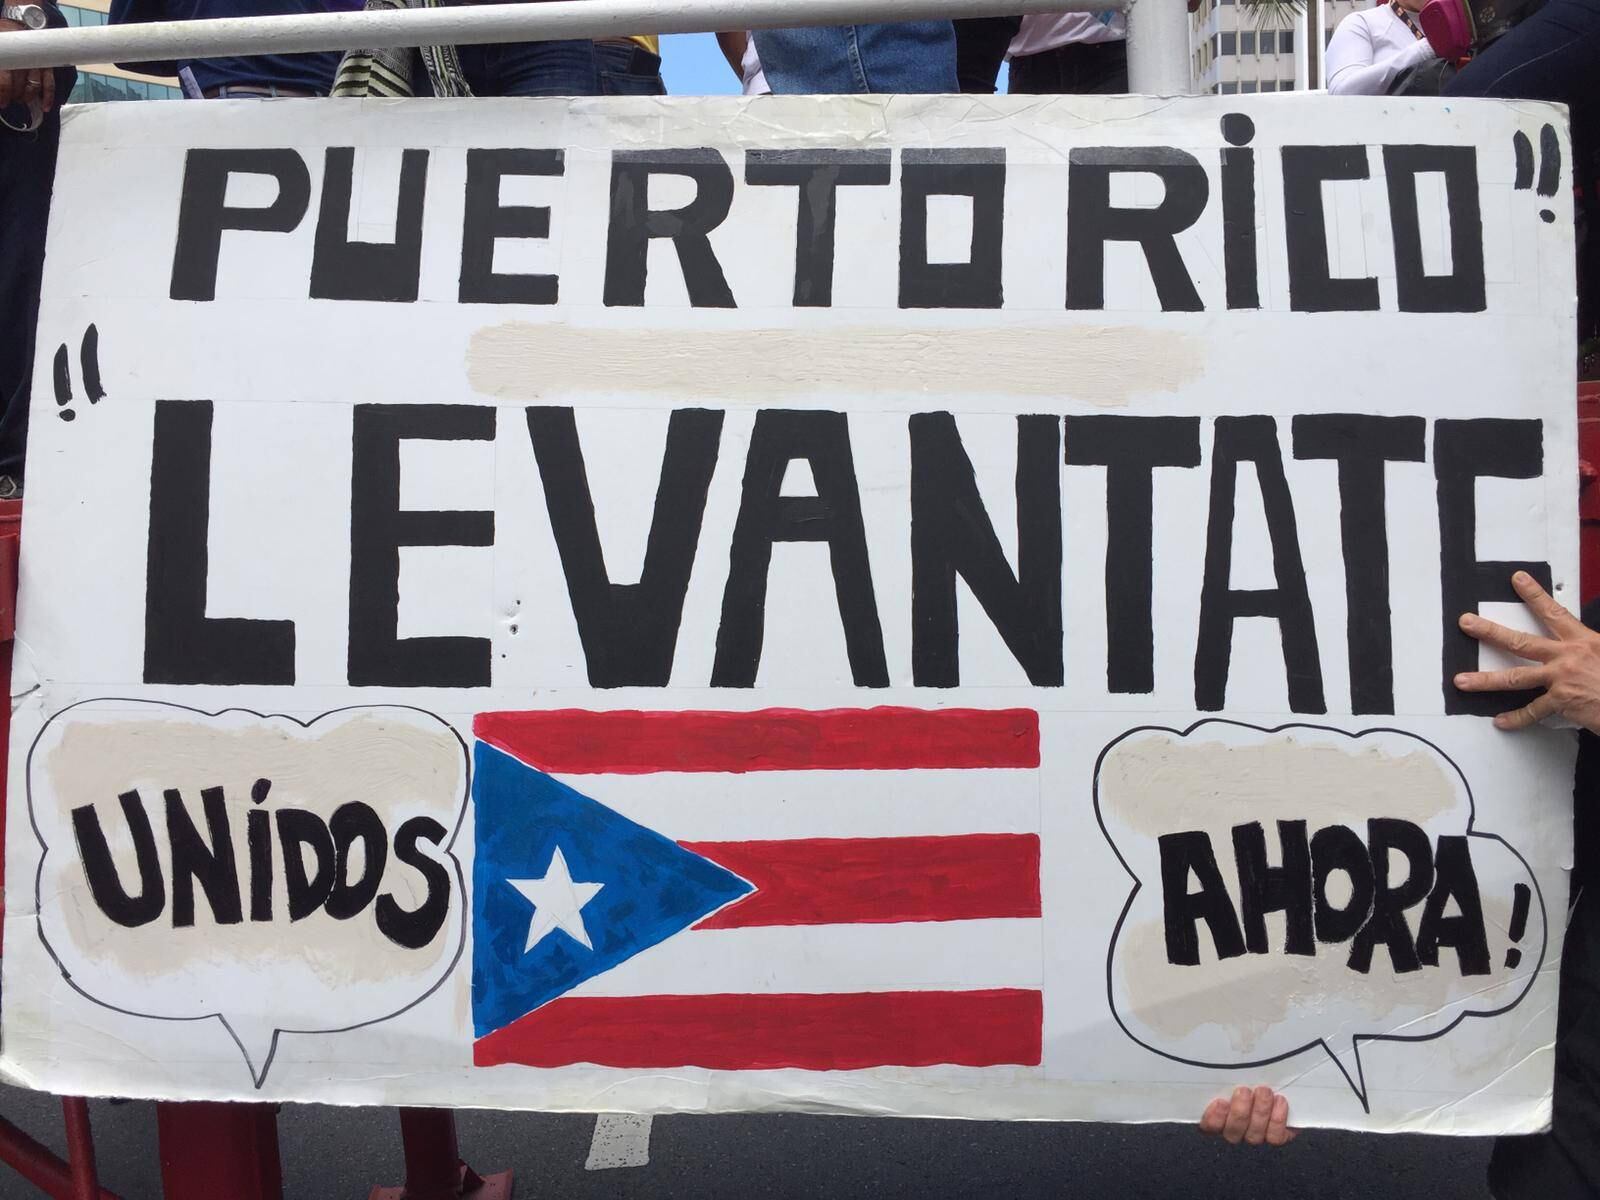 PUERTO RiCO !!
!! LEVANTATE
UNiDOS
AHORA!